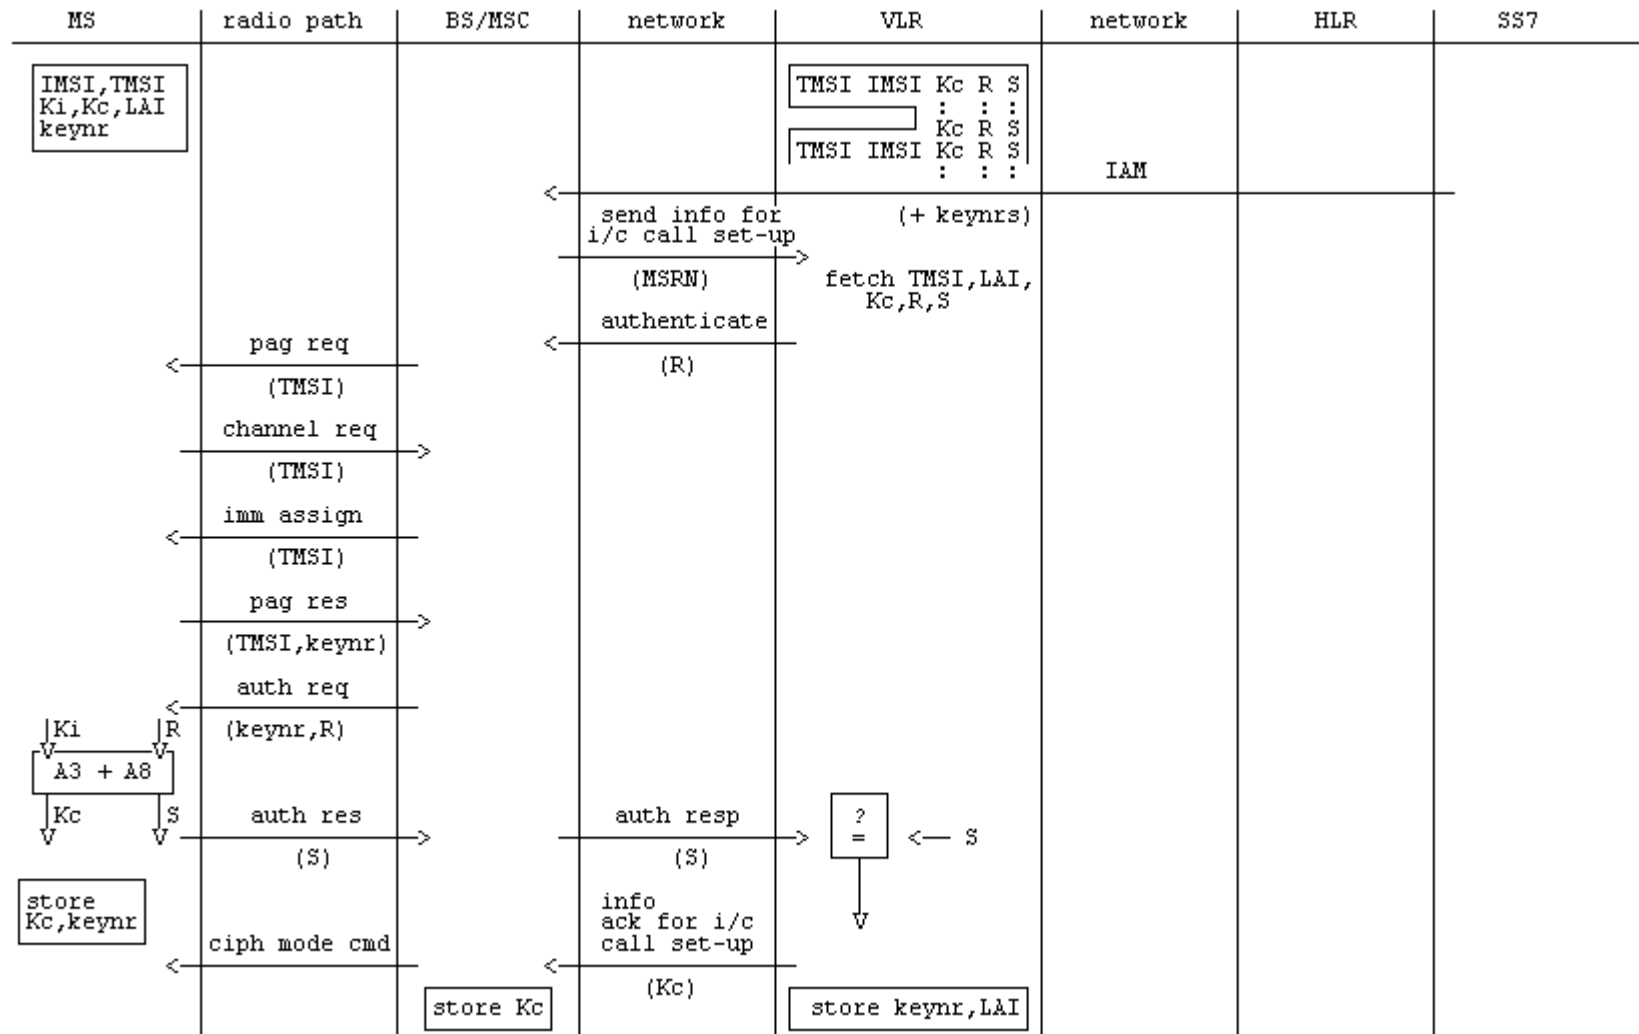 MS radio path BS/MSC network VLR network HLR SS7
IMSI,TMSI
Ki,Kc,LAI
keynr
TMSI IMSI Kc R S
: : :
Kc R S
TMSI IMSI Kc R S
: : :
IAM
send info for
i/c call set-up
(+ keynrs)
(MSRN)
fetch TMSI,LAI,
Kc,R,S
authenticate
(R)
pag req
(TMSI)
channel req
(TMSI)
imm assign
(TMSI)
pag res
(TMSI,keynr)
auth req
(keynr,R)
Ki R
A3 + A8
Kc S
auth res
(S)
auth resp
(S)
?
=
S
store
Kc,keynr
info
ack for i/c
call set-up
ciph mode cmd
(Kc)
store Kc
store keynr,LAI